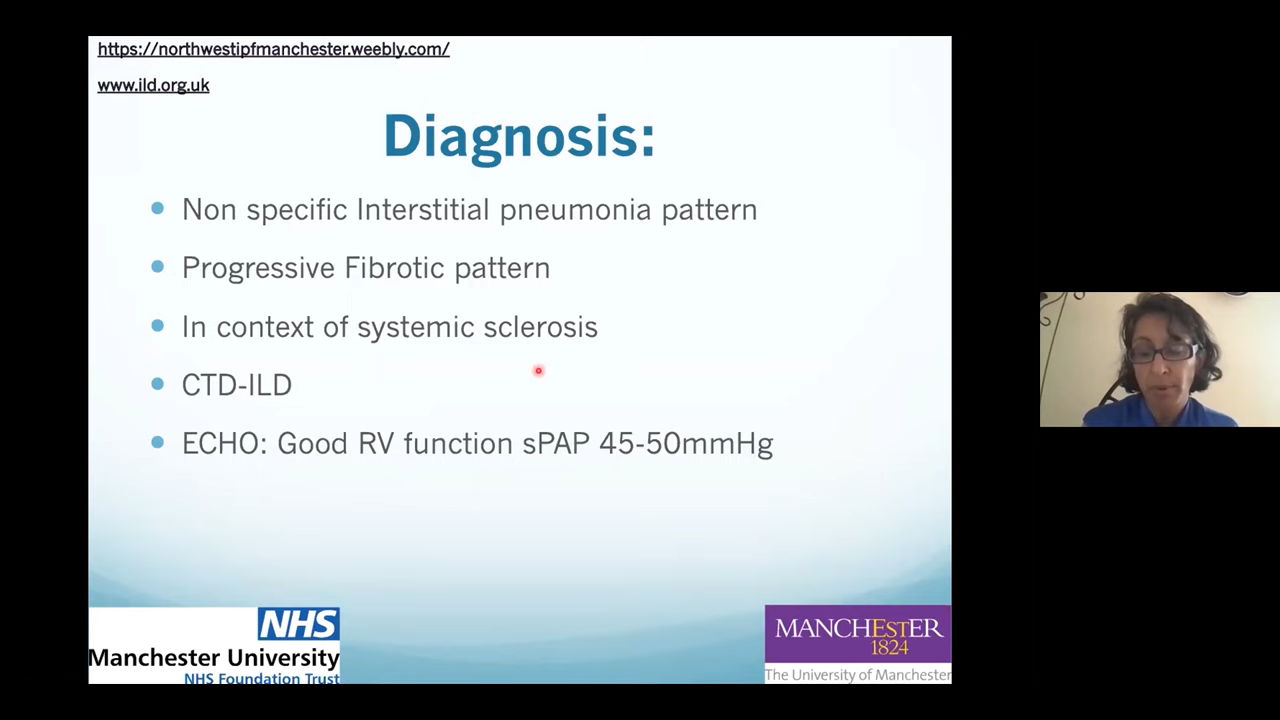 https://northwestipfmanchester.weebly.com/
www.ild.org.uk
Diagnosis:
Non specific Interstitial pneumonia pattern
Progressive Fibrotic pattern
In context of systemic sclerosis
CTD-ILD
ECHO: Good RV function sPAP 45-50mmHg
NHS
Manchester University
NHS Foundation Trust
MANCHESTER
1824
The University of Manchester